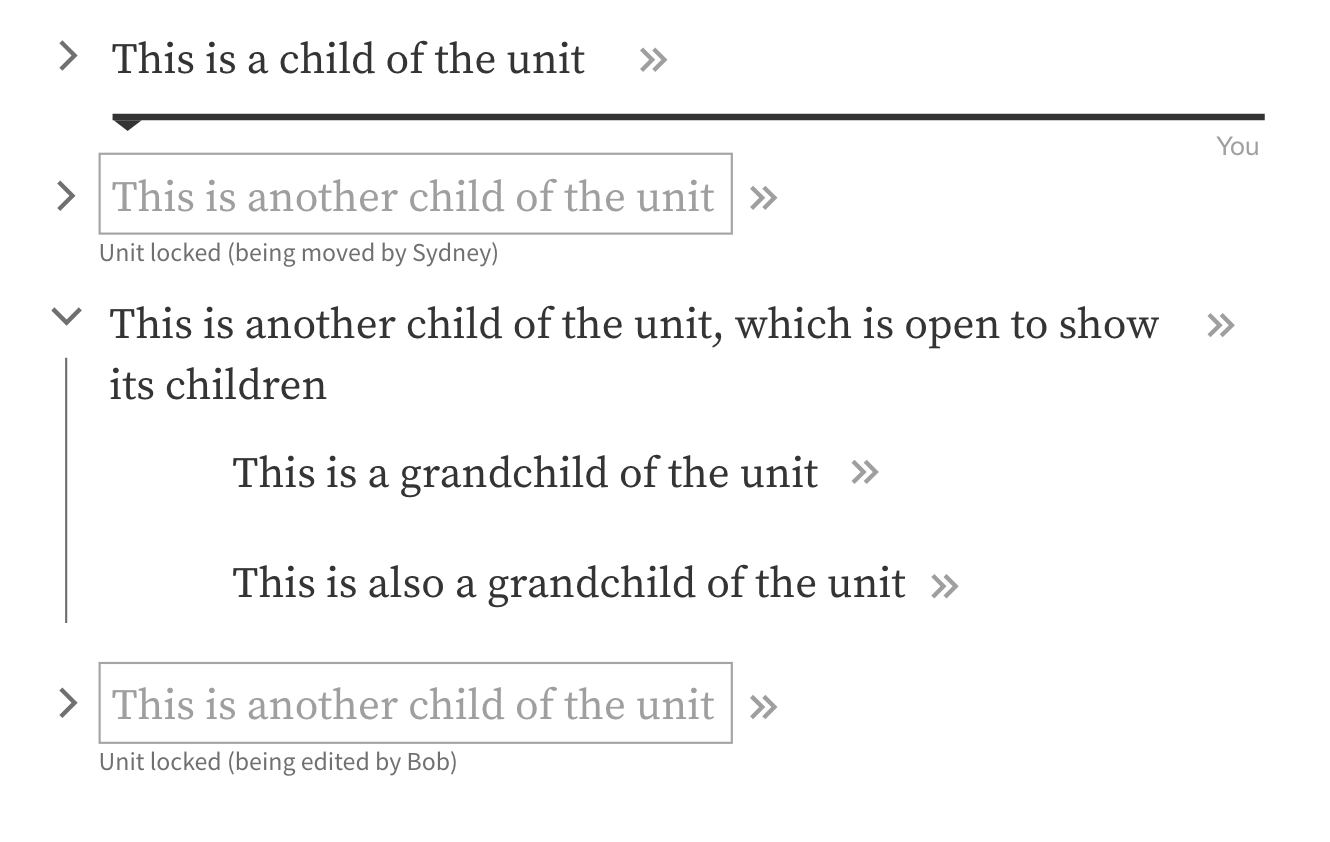 This is a child of the unit
You
This is another child of the unit
Unit locked (being moved by Sydney)
This is another child of the unit, which is open to show
its children
This is a grandchild of the unit
This is also a grandchild of the unit
This is another child of the unit
Unit locked (being edited by Bob)